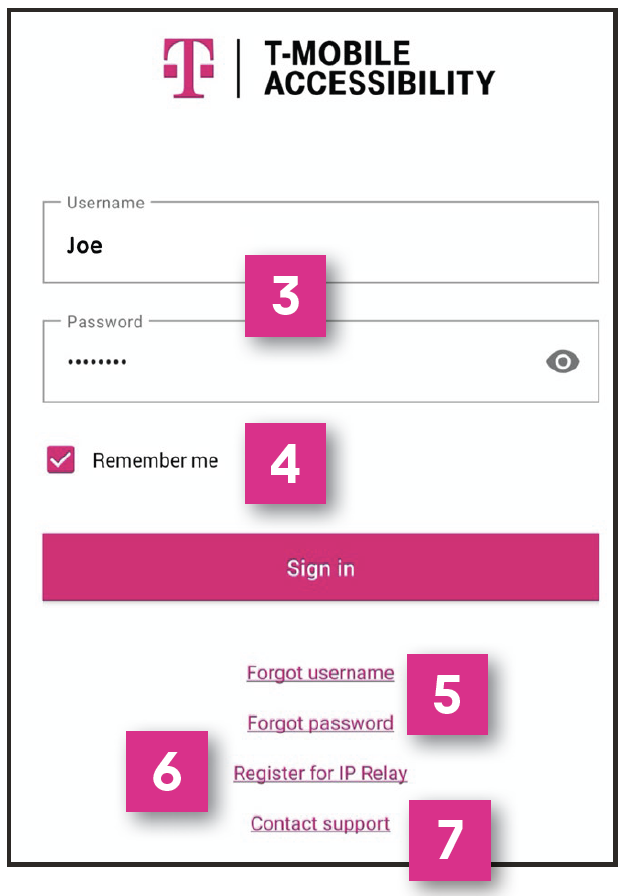 T-MOBILE
ACCESSIBILITY
Username
Joe
3
Password
••••••••
Remember me
4
Sign in
Forgot username
5
Forgot password
6
Register for IP Relay
Contact support
7